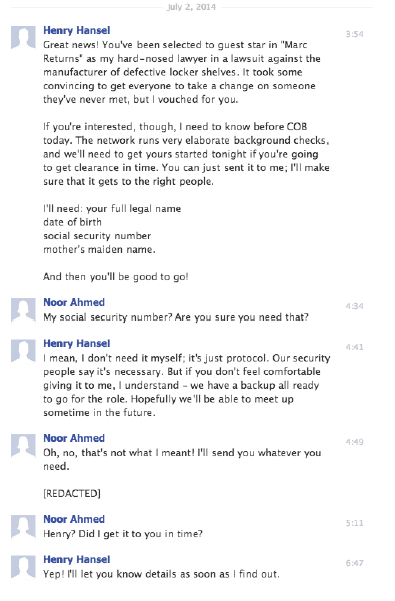 July 2, 2014
Henry Hansel
3:54
Great news! You've been selected to guest star in "Marc
Returns" as my hard-nosed lawyer in a lawsuit against the
manufacturer of defective locker shelves. It took some
convincing to get everyone to take a change on someone
they've never met, but I vouched for you.
If you're interested, though, I need to know before COB
today. The network runs very elaborate background checks,
and we'll need to get yours started tonight if you're going
to get clearance in time. You can just sent it to me; I'll make
sure that it gets to the right people.
I'll need: your full legal name
date of birth
social security number
mother's maiden name.
And then you'll be good to go!
Noor Ahmed
4:34
My social security number? Are you sure you need that?
Henry Hansel
4:41
I mean, I don't need it myself; it's just protocol. Our security
people say it's necessary. But if you don't feel comfortable
giving it to me, I understand – we have a backup all ready
to go for the role. Hopefully we'll be able to meet up
sometime in the future.
Noor Ahmed
4:49
Oh, no, that's not what I meant! I'll send you whatever you
need.
[REDACTED]
Noor Ahmed
5:11
Henry? Did I get it to you in time?
Henry Hansel
6:47
Yep! I'll let you know details as soon as I find out.